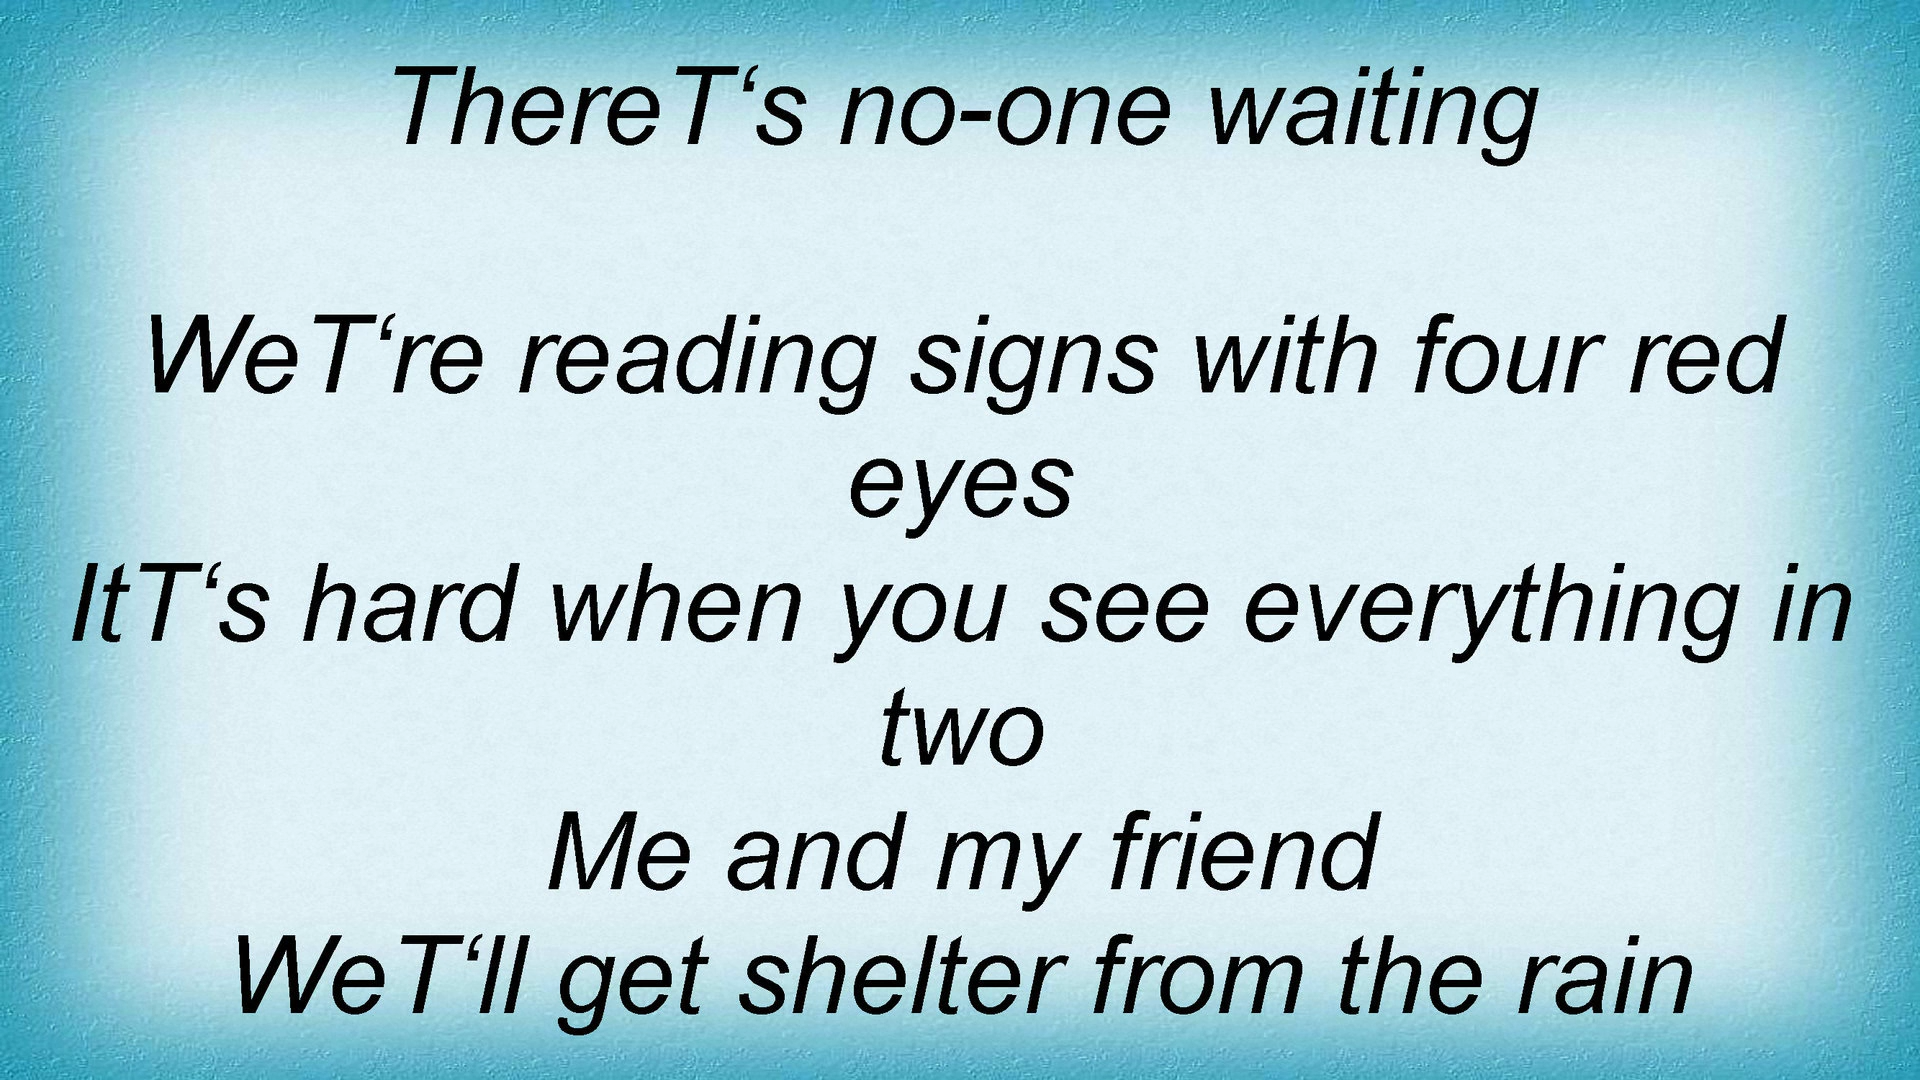 ThereT‘s no-one waiting
WeT‘re reading signs with four red
eyes
ItT‘s hard when you see everything in
two
Me and my friend
WeT‘ll get shelter from the rain